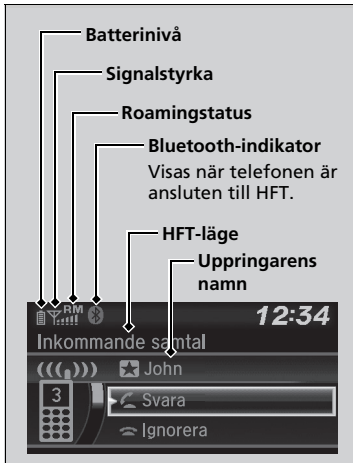 Batterinivå
Signalstyrka
Roamingstatus
Bluetooth-indikator
Visas när telefonen är
ansluten till HFT.
HFT-läge
Uppringarens
namn
RM
12:34
Inkommande samtal
John
3
Svara
Ignorera